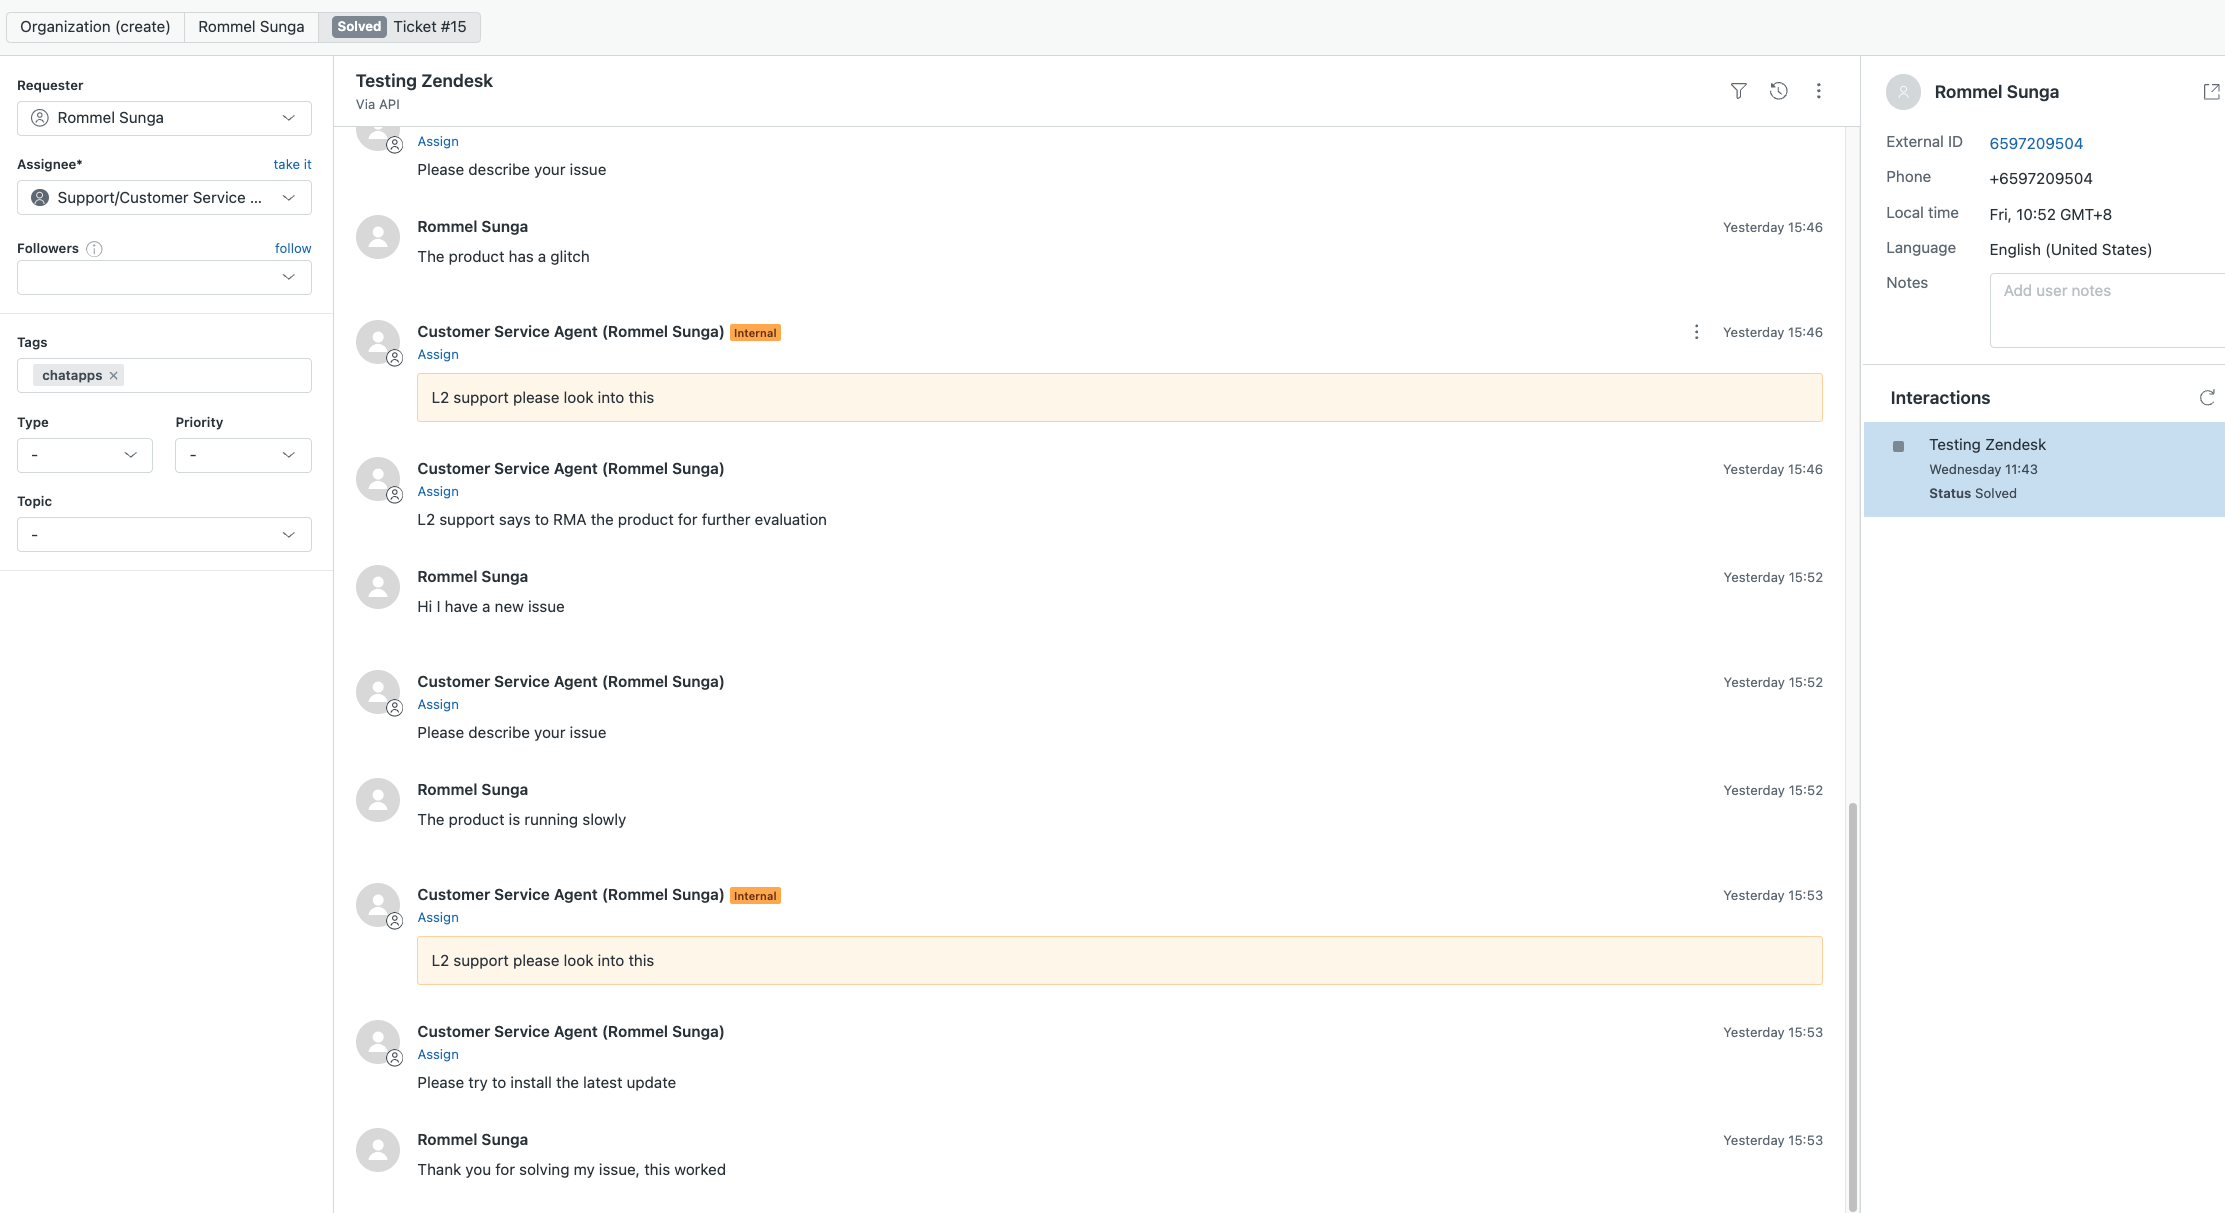 Organization (create)
Rommel Sunga
Solved Ticket #15
Requester
Rommel Sunga
Assignee* take it
Support/Customer Service ...
Followers follow
Tags
chatapps ×
Type Priority
- -
Topic
-
Testing Zendesk
Via API
Assign
Please describe your issue
Rommel Sunga Yesterday 15:46
The product has a glitch
Customer Service Agent (Rommel Sunga) Internal Yesterday 15:46
Assign
L2 support please look into this
Customer Service Agent (Rommel Sunga) Yesterday 15:46
Assign
L2 support says to RMA the product for further evaluation
Rommel Sunga Yesterday 15:52
Hi I have a new issue
Customer Service Agent (Rommel Sunga) Yesterday 15:52
Assign
Please describe your issue
Rommel Sunga Yesterday 15:52
The product is running slowly
Customer Service Agent (Rommel Sunga) Internal Yesterday 15:53
Assign
L2 support please look into this
Customer Service Agent (Rommel Sunga) Yesterday 15:53
Assign
Please try to install the latest update
Rommel Sunga Yesterday 15:53
Thank you for solving my issue, this worked
Rommel Sunga
External ID 6597209504
Phone +6597209504
Local time Fri, 10:52 GMT+8
Language English (United States)
Notes Add user notes
Interactions
Testing Zendesk
Wednesday 11:43
Status Solved